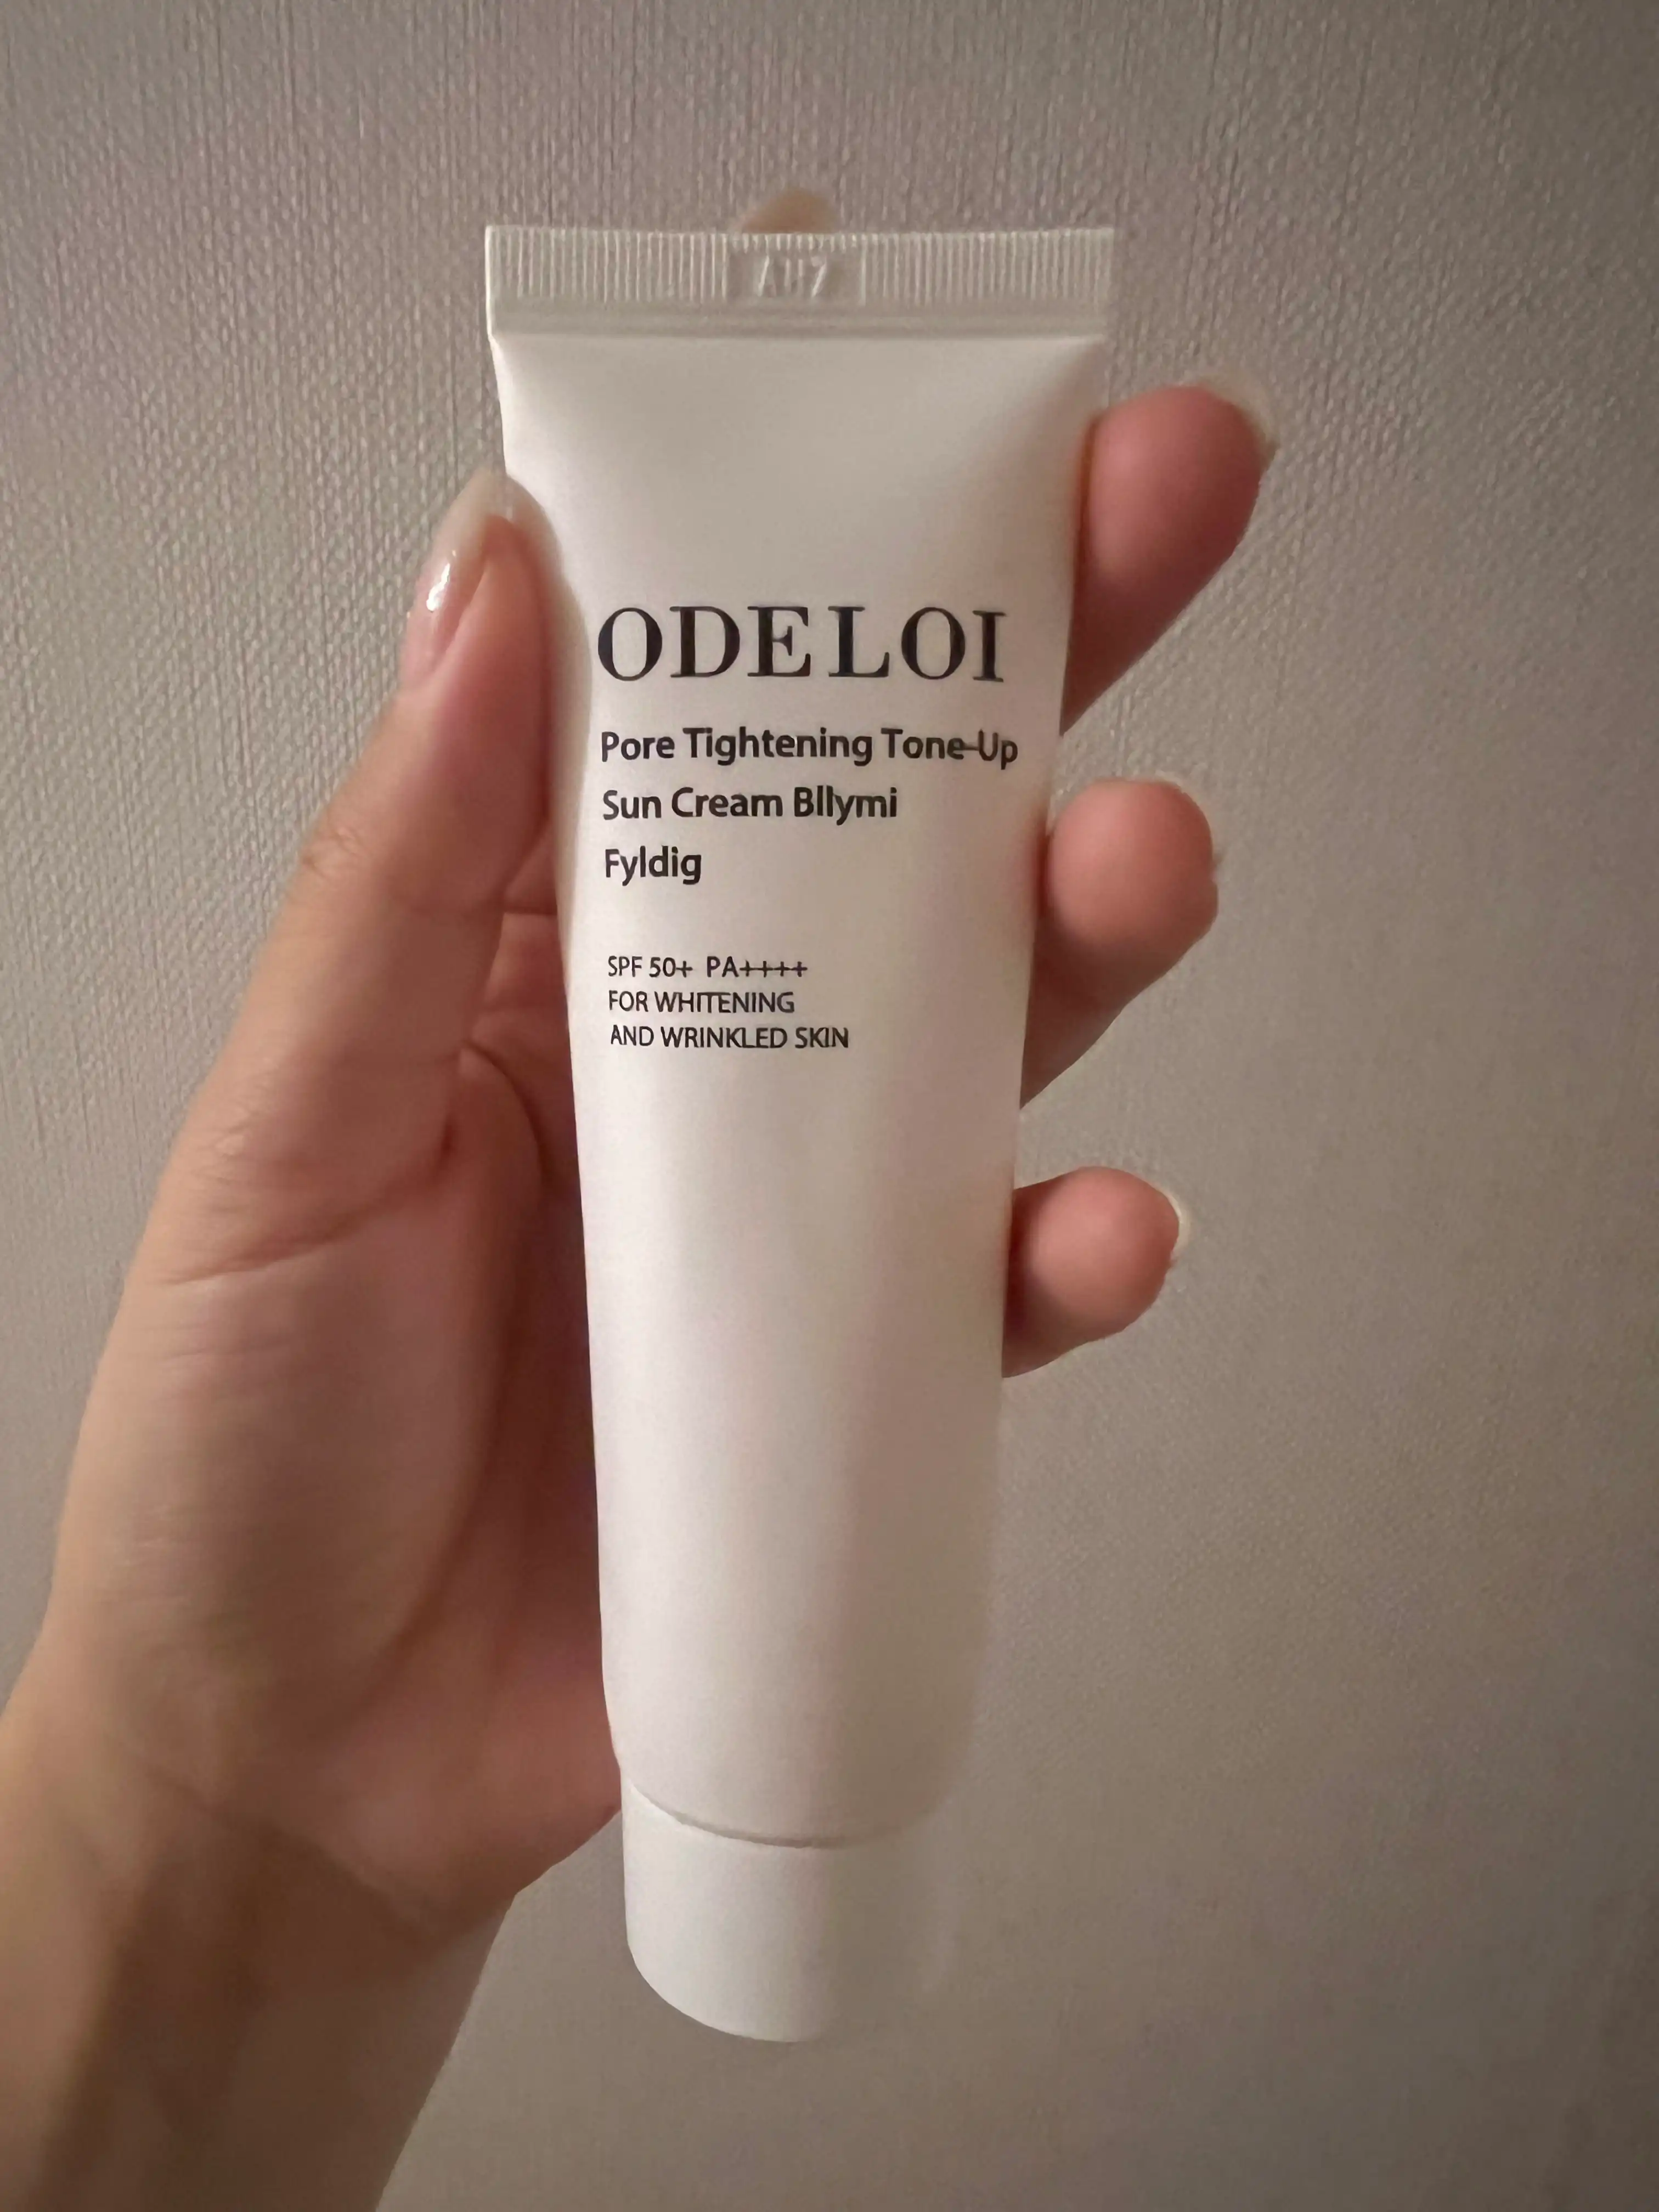 ODELOI
Pore Tightening Tone-Up
Sun Cream Bllymi
Fyldig
SPF 50+ PA++++
FOR WHITENING
AND WRINKLED SKIN